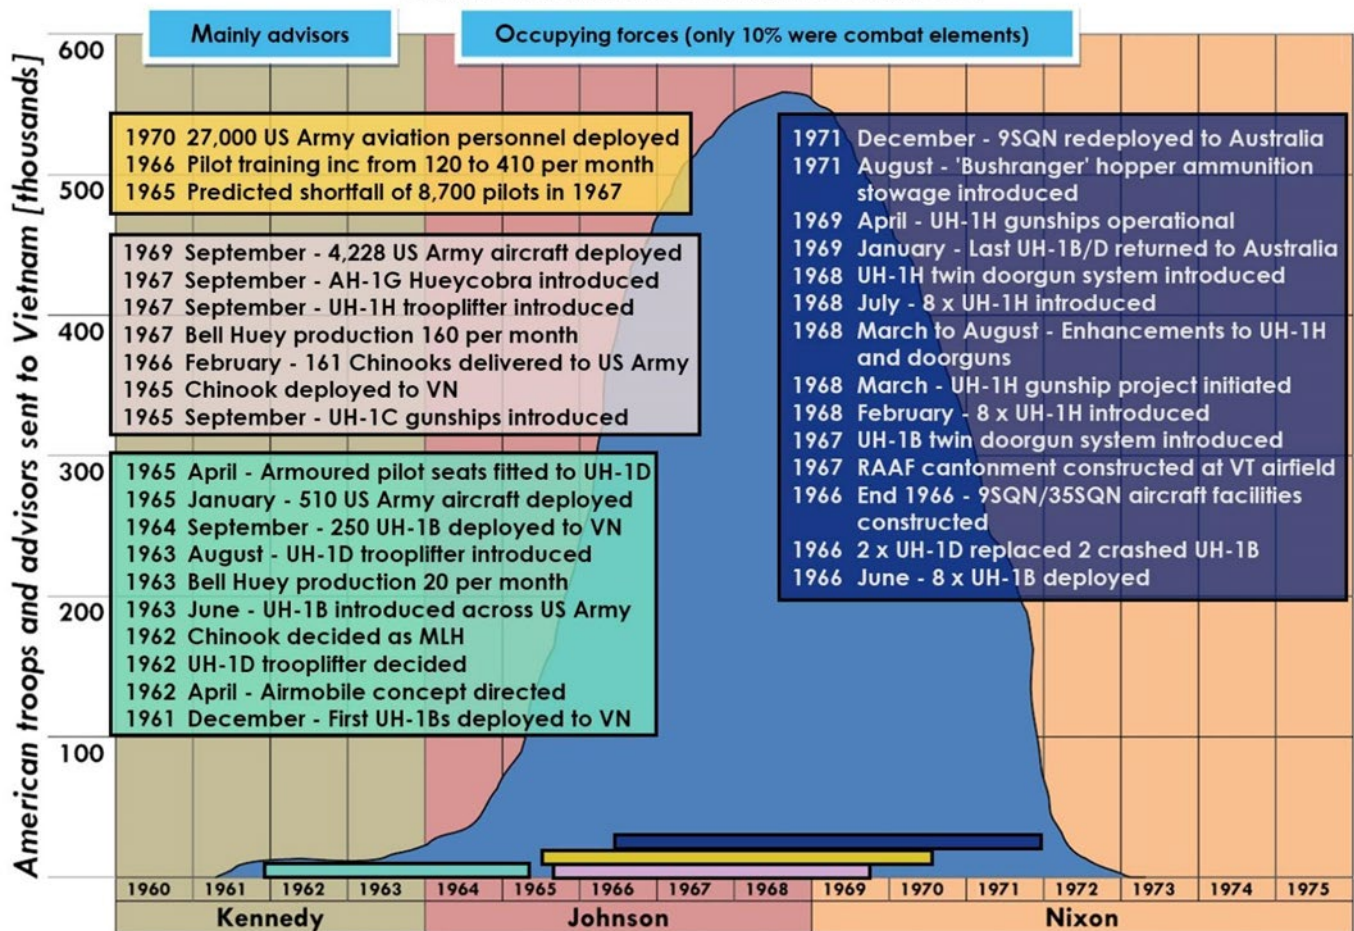 Mainly advisors
Occupying forces (only 10% were combat elements)
American troops and advisors sent to Vietnam [thousands]
600
500
400
300
200
100
1970 27,000 US Army aviation personnel deployed
1966 Pilot training inc from 120 to 410 per month
1965 Predicted shortfall of 8,700 pilots in 1967
1969 September - 4,228 US Army aircraft deployed
1967 September - AH-1G Hueycobra introduced
1967 September - UH-1H trooplifter introduced
1967 Bell Huey production 160 per month
1966 February - 161 Chinooks delivered to US Army
1965 Chinook deployed to VN
1965 September - UH-1C gunships introduced
1965 April - Armoured pilot seats fitted to UH-1D
1965 January - 510 US Army aircraft deployed
1964 September - 250 UH-1B deployed to VN
1963 August - UH-1D trooplifter introduced
1963 Bell Huey production 20 per month
1963 June - UH-1B introduced across US Army
1962 Chinook decided as MLH
1962 UH-1D trooplifter decided
1962 April - Airmobile concept directed
1961 December - First UH-1Bs deployed to VN
1971 December - 9SQN redeployed to Australia
1971 August - 'Bushranger' hopper ammunition
stowage introduced
1969 April - UH-1H gunships operational
1969 January - Last UH-1B/D returned to Australia
1968 UH-1H twin doorgun system introduced
1968 July - 8 x UH-1H introduced
1968 March to August - Enhancements to UH-1H
and doorguns
1968 March - UH-1H gunship project initiated
1968 February - 8 x UH-1H introduced
1967 UH-1B twin doorgun system introduced
1967 RAAF cantonment constructed at VT airfield
1966 End 1966 - 9SQN/35SQN aircraft facilities
constructed
1966 2 x UH-1D replaced 2 crashed UH-1B
1966 June - 8 x UH-1B deployed
1960 1961 1962 1963 1964 1965 1966 1967 1968 1969 1970 1971 1972 1973 1974 1975
Kennedy Johnson Nixon